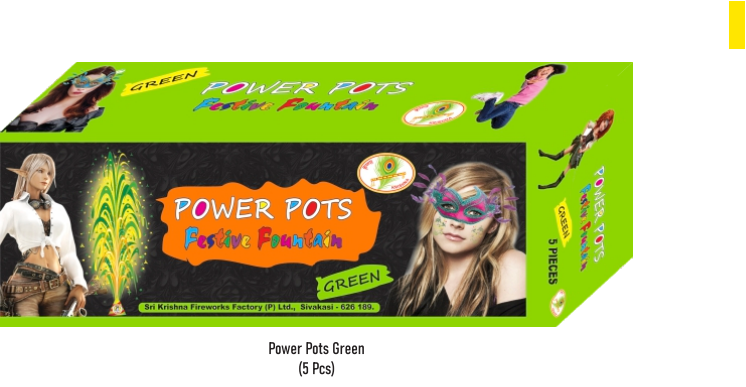 GREEN
POWER POTS
Festive Fountain
POWER POTS
Festive Fountain
GREEN
Sri Krishna Fireworks Factory (P) Ltd., Sivakasi - 626 189.
POWER POTS
Festive Fountain
GREEN
5 PIECES
Power Pots Green
(5 Pcs)